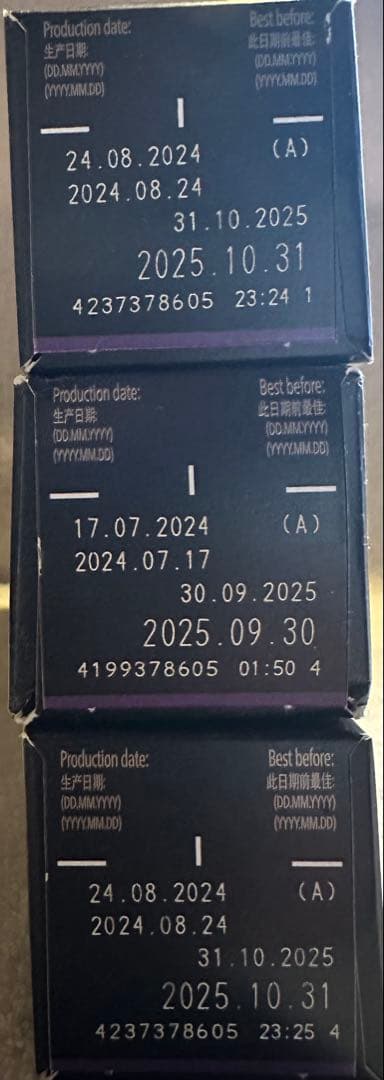 Production date: Best before:
生产日期: 此日期前最佳:
(DD.MM.YYYY) (DD.MM.YYYY)
(YYYY.MM.DD) (YYYY.MM.DD)
24.08.2024 (A)
2024.08.24
31.10.2025
2025.10.31
4237378605 23:24 1
Production date: Best before:
生产日期: 此日期前最佳:
(DD.MM.YYYY) (DD.MM.YYYY)
(YYYY.MM.DD) (YYYY.MM.DD)
17.07.2024 (A)
2024.07.17
30.09.2025
2025.09.30
4199378605 01:50 4
Production date: Best before:
生产日期: 此日期前最佳:
(DD.MM.YYYY) (DD.MM.YYYY)
(YYYY.MM.DD) (YYYY.MM.DD)
24.08.2024 (A)
2024.08.24
31.10.2025
2025.10.31
4237378605 23:25 4